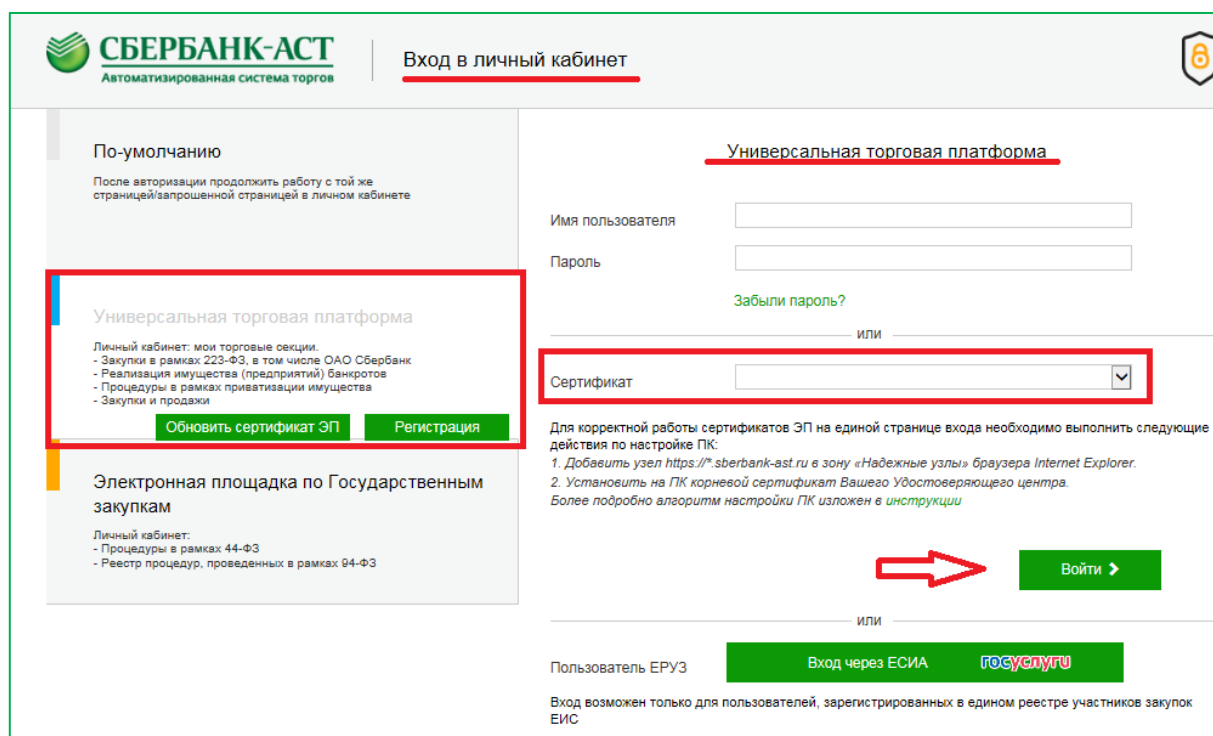 СБЕРБАНК-АСТ
Автоматизированная система торгов
Вход в личный кабинет
По-умолчанию
После авторизации продолжить работу с той же
страницей/запрошенной страницей в личном кабинете
Универсальная торговая платформа
Личный кабинет: мои торговые секции.
- Закупки в рамках 223-ФЗ, в том числе ОАО Сбербанк
- Реализация имущества (предприятий) банкротов
- Процедуры в рамках приватизации имущества
- Закупки и продажи
Обновить сертификат ЭП
Регистрация
Электронная площадка по Государственным
закупкам
Личный кабинет:
- Процедуры в рамках 44-ФЗ
- Реестр процедур, проведенных в рамках 94-ФЗ
Универсальная торговая платформа
Имя пользователя
Пароль
Забыли пароль?
или
Сертификат
Для корректной работы сертификатов ЭП на единой странице входа необходимо выполнить следующие
действия по настройке ПК:
1. Добавить узел https://*.sberbank-ast.ru в зону «Надежные узлы» браузера Internet Explorer.
2. Установить на ПК корневой сертификат Вашего Удостоверяющего центра.
Более подробно алгоритм настройки ПК изложен в инструкции
Войти
или
Пользователь ЕРУЗ
Вход через ЕСИА госуслуги
Вход возможен только для пользователей, зарегистрированных в едином реестре участников закупок
ЕИС